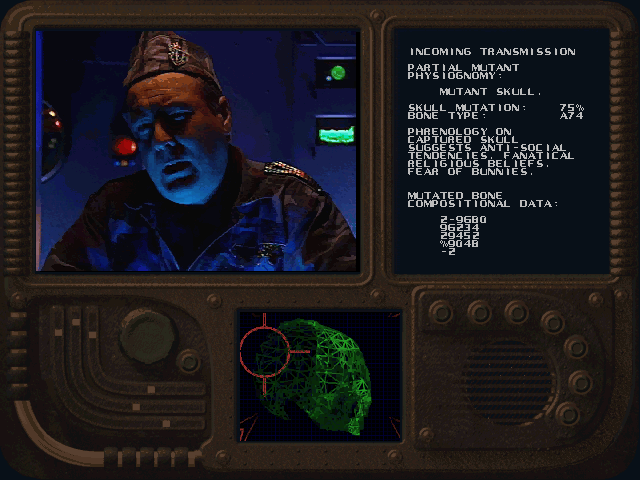 INCOMING TRANSMISSION
PARTIAL MUTANT
PHYSIOGNOMY:
MUTANT SKULL.
SKULL MUTATION: 75%
BONE TYPE: A74
PHRENOLOGY ON
CAPTURED SKULL
SUGGESTS ANTI-SOCIAL
TENDENCIES, FANATICAL
RELIGIOUS BELIEFS,
FEAR OF BUNNIES.
MUTATED BONE
COMPOSITIONAL DATA:
2-9680
96234
29452
%9048
-2